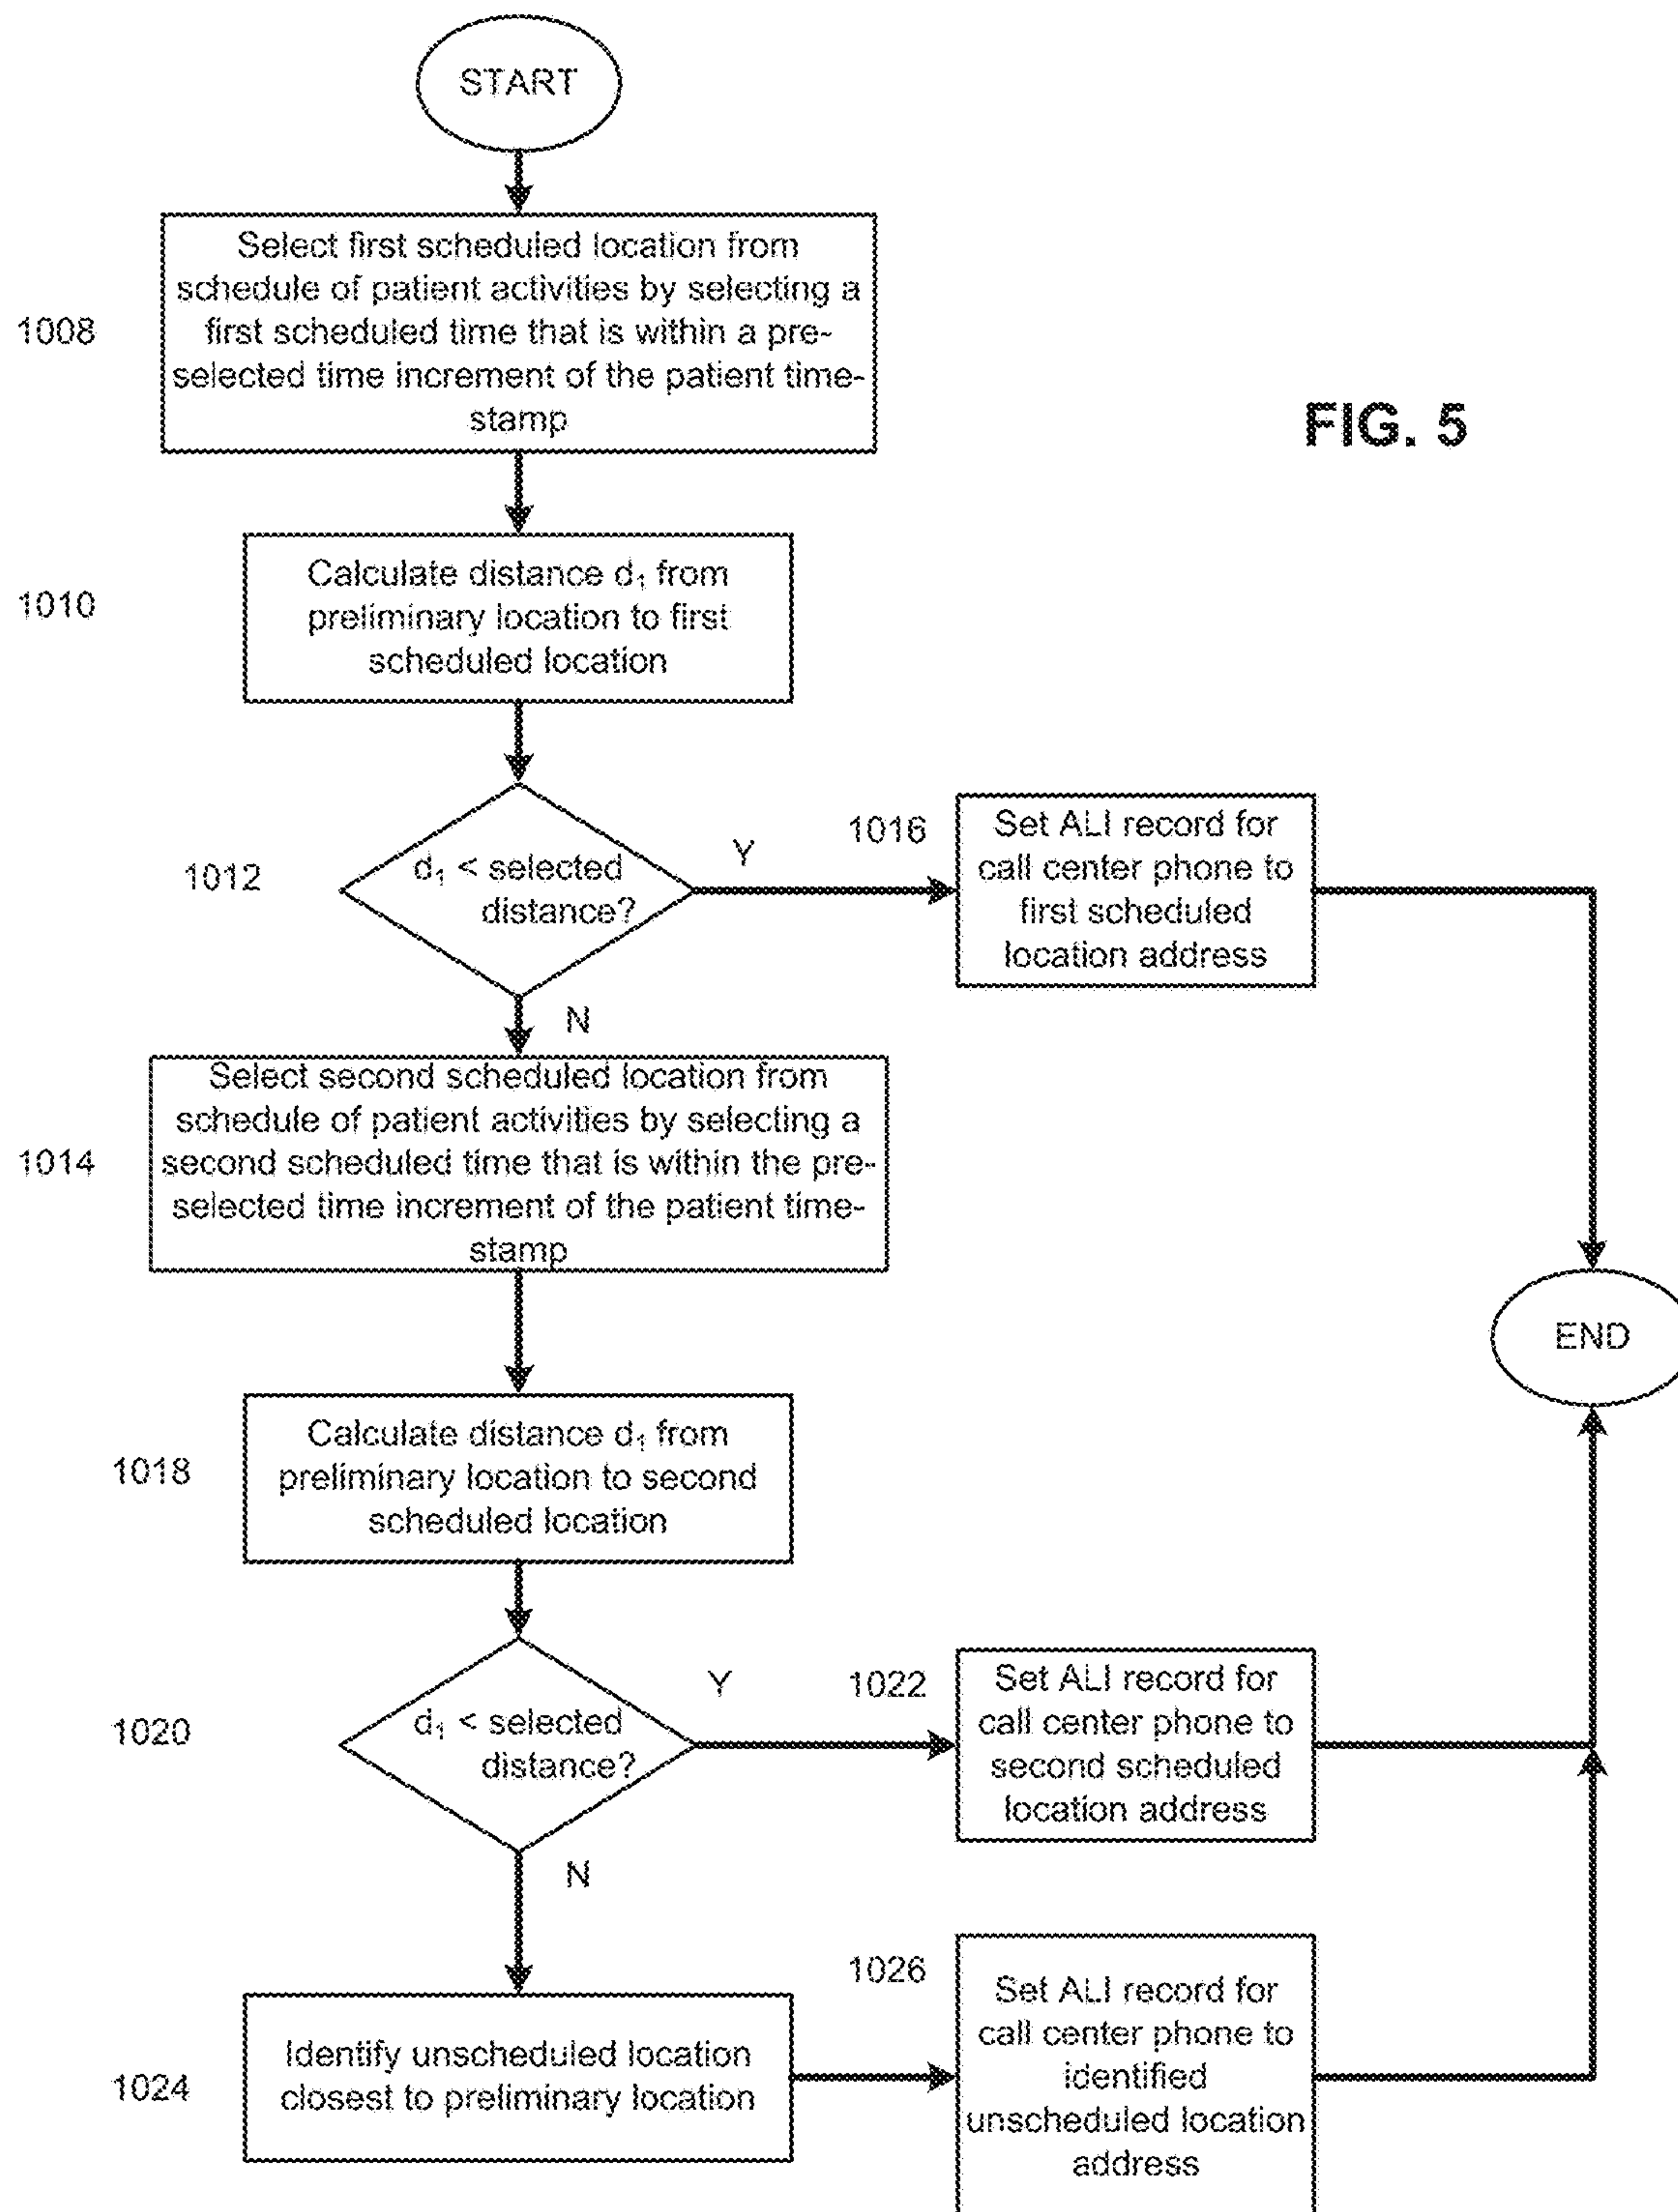 START
1008
Select first scheduled location from
schedule of patient activities by selecting a
first scheduled time that is within a pre-
selected time increment of the patient time-
stamp
FIG. 5
1010
Calculate distance d₁ from
preliminary location to first
scheduled location
1012
d₁ < selected
distance?
Y
N
1016
Set ALI record for
call center phone to
first scheduled
location address
1014
Select second scheduled location from
schedule of patient activities by selecting a
second scheduled time that is within the pre-
selected time increment of the patient time-
stamp
END
1018
Calculate distance d₁ from
preliminary location to second
scheduled location
1020
d₁ < selected
distance?
Y
N
1022
Set ALI record for
call center phone to
second scheduled
location address
1024
Identify unscheduled location
closest to preliminary location
1026
Set ALI record for
call center phone to
identified
unscheduled location
address